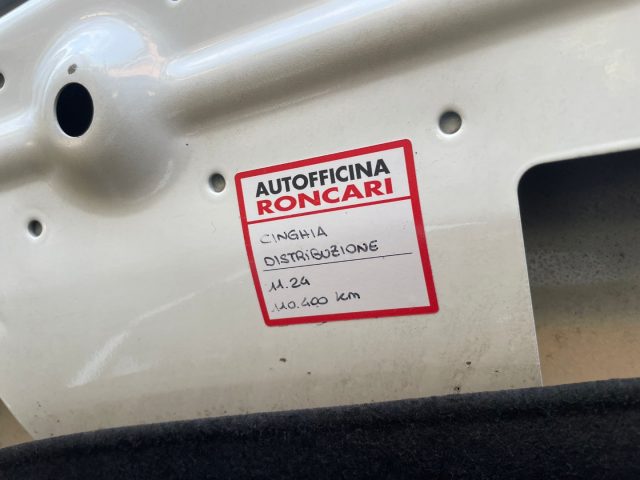 AUTOFFICINA
RONCARI
CINGHIA
DISTRIBUZIONE
11.24
110.400 km